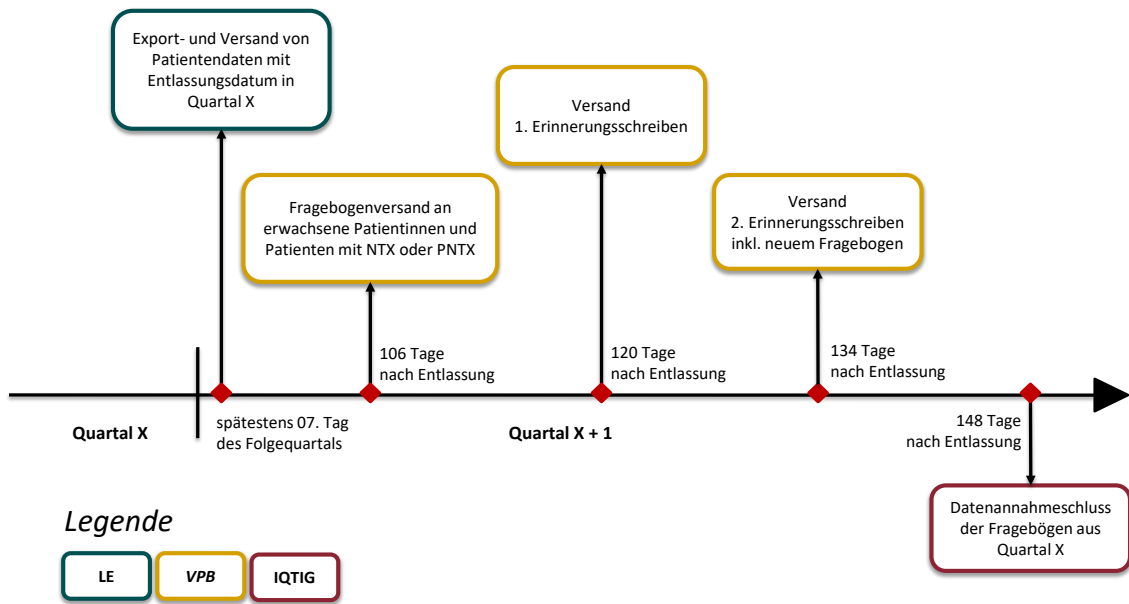 Export- und Versand von
Patientendaten mit
Entlassungsdatum in
Quartal X
Versand
1. Erinnerungsschreiben
Fragebogenversand an
erwachsene Patientinnen und
Patienten mit NTX oder PNTX
Versand
2. Erinnerungsschreiben
inkl. neuem Fragebogen
106 Tage
nach Entlassung
120 Tage
nach Entlassung
134 Tage
nach Entlassung
Quartal X
spätestens 07. Tag
des Folgequartals
Quartal X + 1
148 Tage
nach Entlassung
Datenannahmeschluss
der Fragebögen aus
Quartal X
Legende
LE
VPB
IQTIG